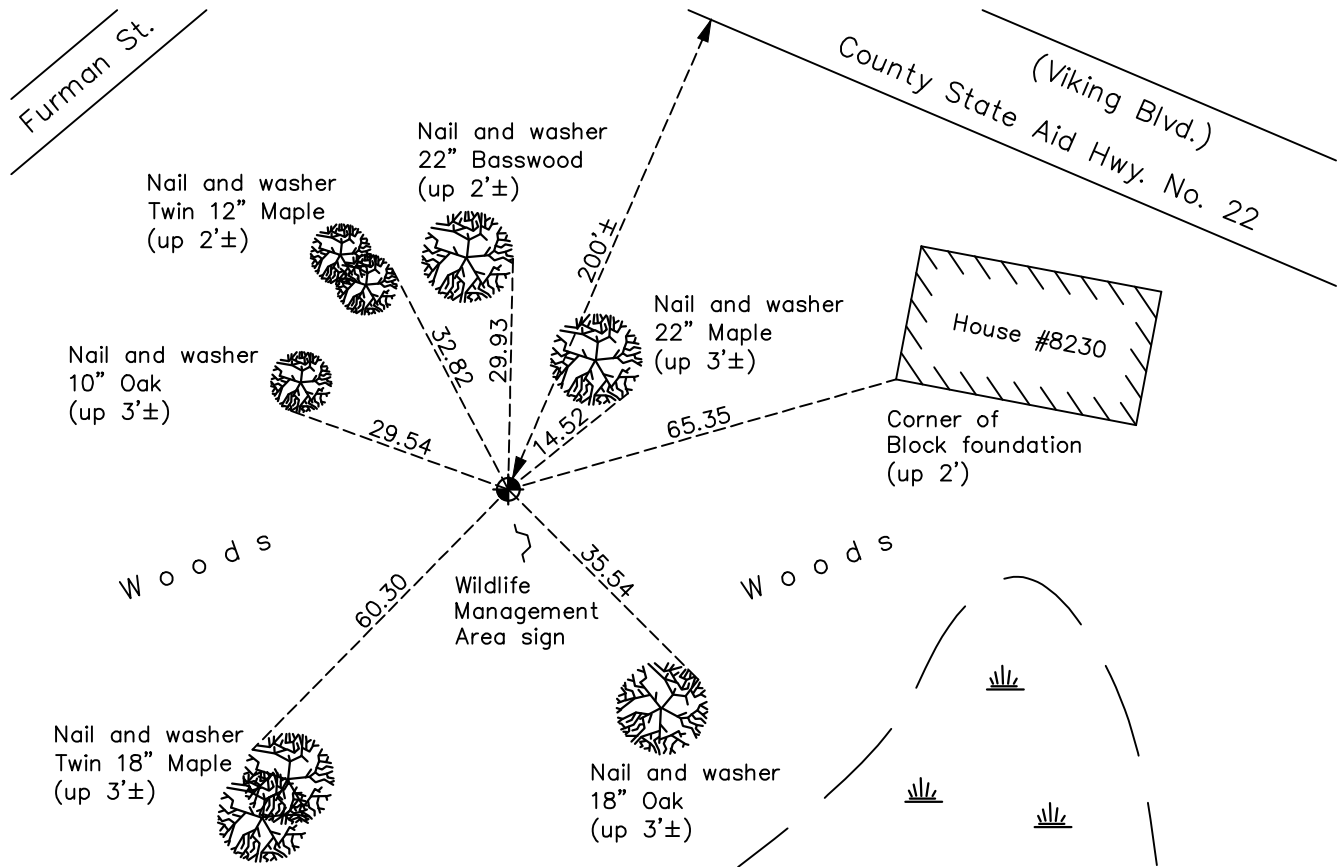 Furman St.
(Viking Blvd.)
County State Aid Hwy. No. 22
Nail and washer
22" Basswood
(up 2'±)
Nail and washer
Twin 12" Maple
(up 2'±)
200'±
Nail and washer
22" Maple
(up 3'±)
House #8230
Nail and washer
10" Oak
(up 3'±)
32.82
29.93
14.52
65.35
29.54
Corner of
Block foundation
(up 2')
Woods
Woods
60.30
35.54
Wildlife
Management
Area sign
Nail and washer
Twin 18" Maple
(up 3'±)
Nail and washer
18" Oak
(up 3'±)